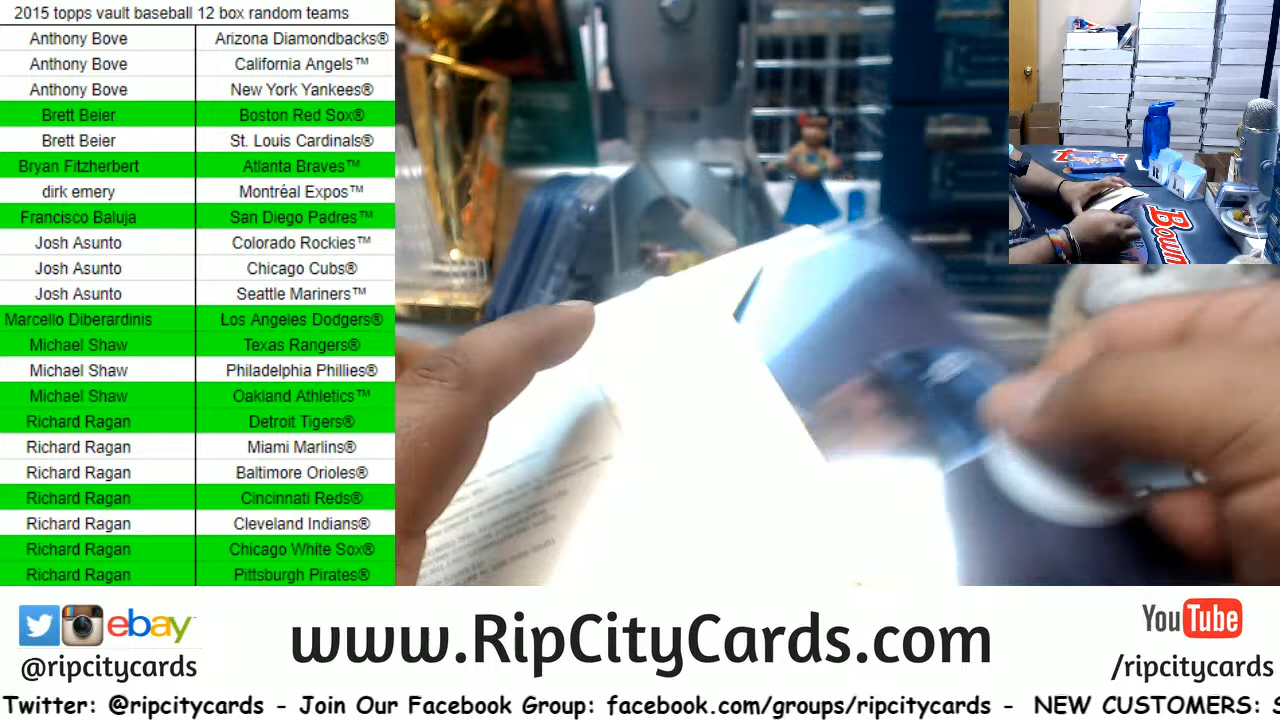 2015 topps vault baseball 12 box random teams
Anthony Bove Arizona Diamondbacks®
Anthony Bove California Angels™
Anthony Bove New York Yankees®
Brett Beier Boston Red Sox®
Brett Beier St. Louis Cardinals®
Bryan Fitzherbert Atlanta Braves™
dirk emery Montréal Expos™
Francisco Baluja San Diego Padres™
Josh Asunto Colorado Rockies™
Josh Asunto Chicago Cubs®
Josh Asunto Seattle Mariners™
Marcello Diberardinis Los Angeles Dodgers®
Michael Shaw Texas Rangers®
Michael Shaw Philadelphia Phillies®
Michael Shaw Oakland Athletics™
Richard Ragan Detroit Tigers®
Richard Ragan Miami Marlins®
Richard Ragan Baltimore Orioles®
Richard Ragan Cincinnati Reds®
Richard Ragan Cleveland Indians®
Richard Ragan Chicago White Sox®
Richard Ragan Pittsburgh Pirates®
Bown
ebay
@ripcitycards
www.RipCityCards.com
YouTube
/ripcitycards
Twitter: @ripcitycards - Join Our Facebook Group: facebook.com/groups/ripcitycards - NEW CUSTOMERS: S